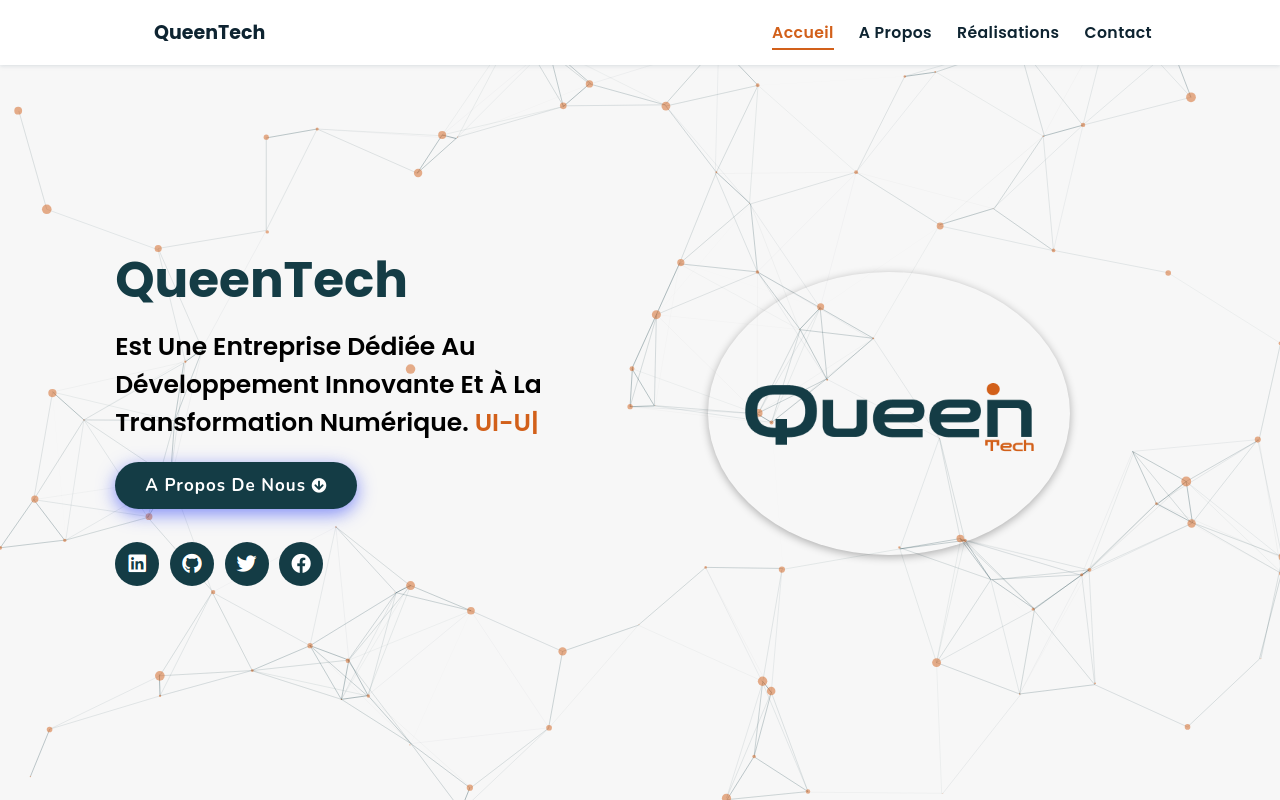 QueenTech
Accueil
A Propos
Réalisations
Contact
QueenTech
Est Une Entreprise Dédiée Au
Développement Innovante Et À La
Transformation Numérique. UI-U|
A Propos De Nous
Queen
Tech